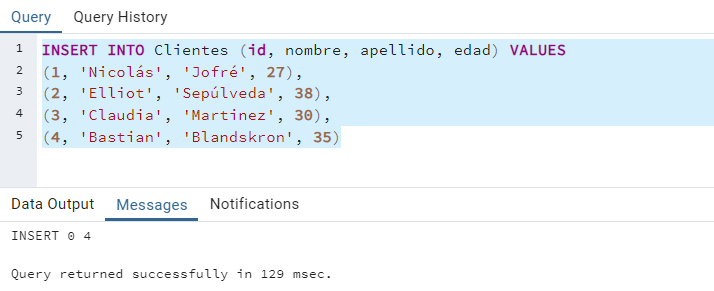 Query Query History
1 INSERT INTO Clientes (id, nombre, apellido, edad) VALUES
2 (1, 'Nicolás', 'Jofré', 27),
3 (2, 'Elliot', 'Sepúlveda', 38),
4 (3, 'Claudia', 'Martinez', 30),
5 (4, 'Bastian', 'Blandskron', 35)
Data Output Messages Notifications
INSERT 0 4
Query returned successfully in 129 msec.